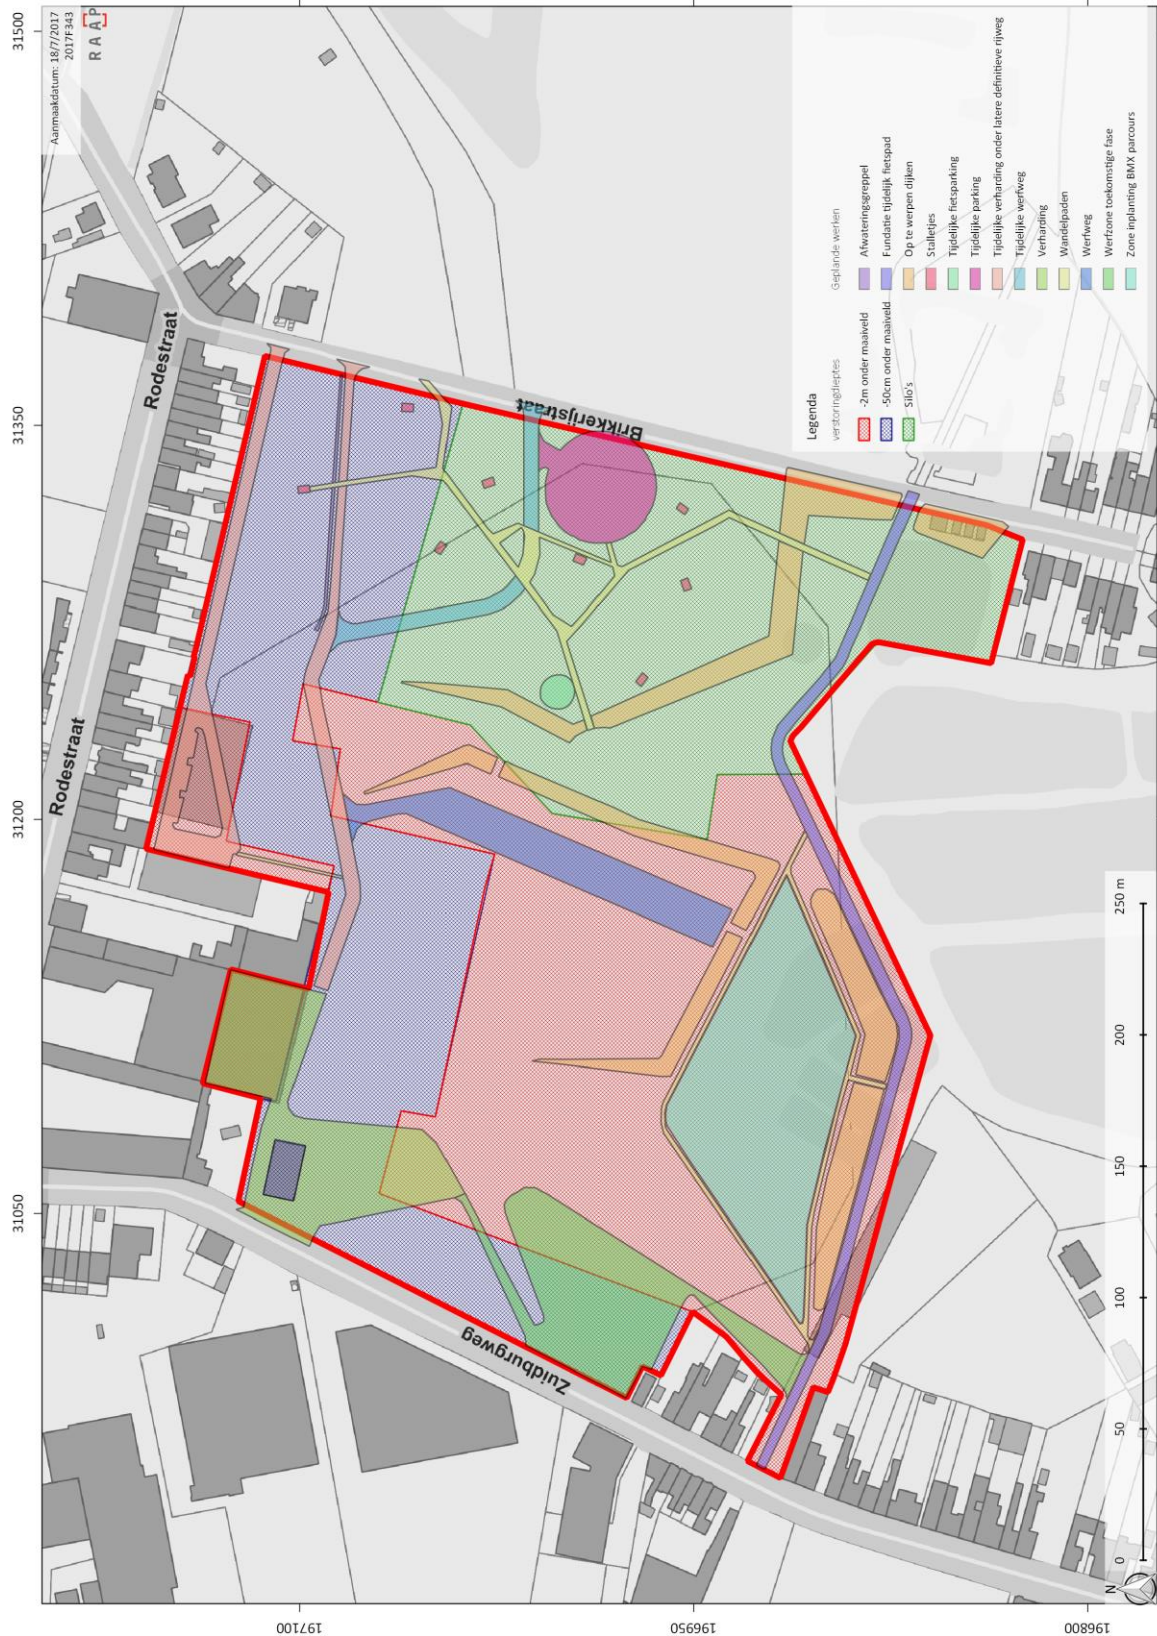 Aanmaakdatum: 18/7/2017
2017F343
RAAP
31500
31350
31200
31050
197100
196950
196800
Rodestraat
Rodestraat
Brikkerijstraat
Zuidburgweg
Legenda
verstoringdieptes
-2m onder maaiveld
-50cm onder maaiveld
Silo's
Geplande werken
Afwateringsgreppel
Fundatie tijdelijk fietspad
Op te werpen dijken
Stalletjes
Tijdelijke fietsparking
Tijdelijke parking
Tijdelijke verharding onder latere definitieve rijweg
Tijdelijke werfweg
Verharding
Wandelpaden
Werfweg
Werfzone toekomstige fase
Zone inplanting BMX parcours
N
0 50 100 150 200 250 m